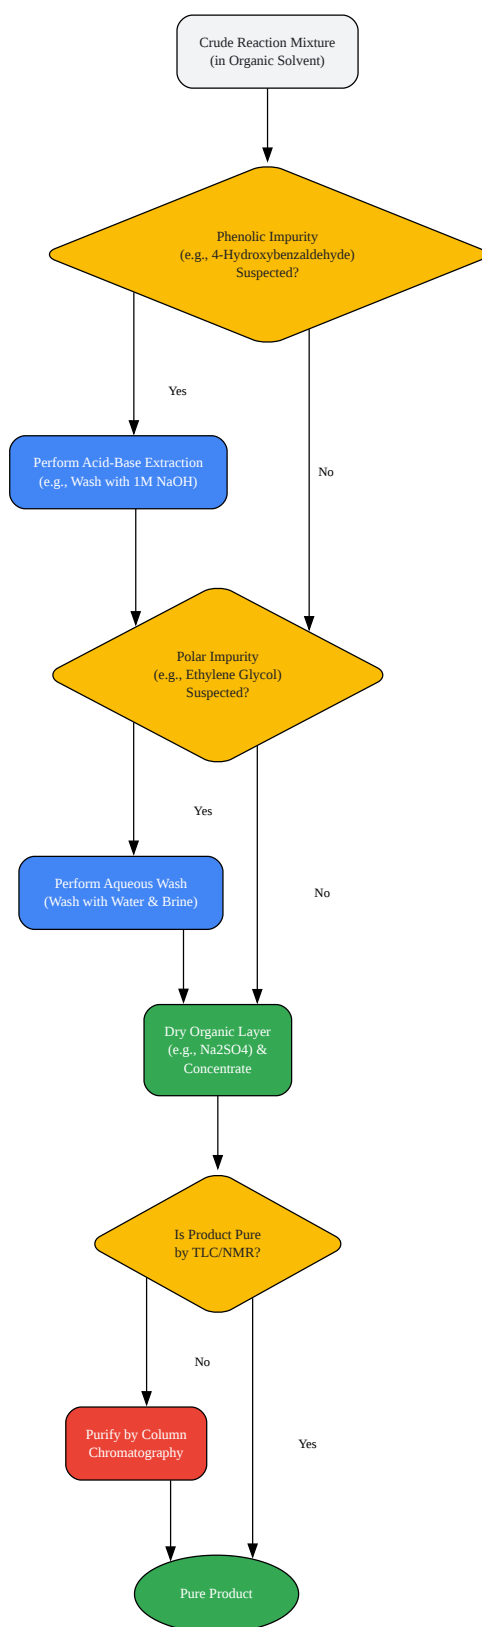 Crude Reaction Mixture
(in Organic Solvent)
Phenolic Impurity
(e.g., 4-Hydroxybenzaldehyde)
Suspected?
Yes
Perform Acid-Base Extraction
(e.g., Wash with 1M NaOH)
No
Polar Impurity
(e.g., Ethylene Glycol)
Suspected?
Yes
Perform Aqueous Wash
(Wash with Water & Brine)
No
Dry Organic Layer
(e.g., Na2SO4) &
Concentrate
Is Product Pure
by TLC/NMR?
No
Purify by Column
Chromatography
Yes
Pure Product